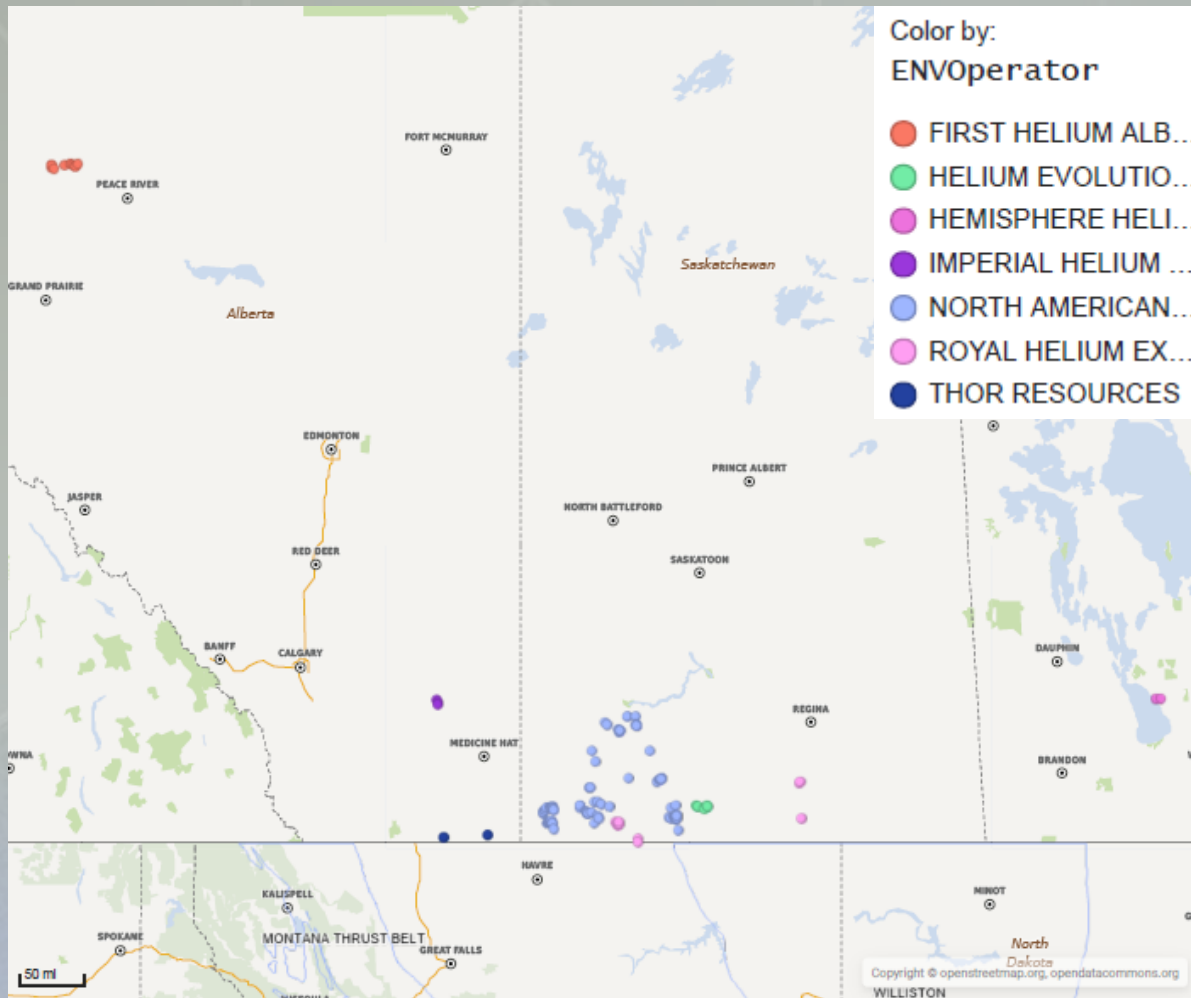 Color by:
ENVOperator
FIRST HELIUM ALB...
HELIUM EVOLUTIO...
HEMISPHERE HELI...
IMPERIAL HELIUM ...
NORTH AMERICAN...
ROYAL HELIUM EX...
THOR RESOURCES
FORT MCMURRAY
PEACE RIVER
Saskatchewan
GRAND PRAIRIE
Alberta
EDMONTON
PRINCE ALBERT
JASPER
NORTH BATTLEFORD
RED DEER
SASKATOON
BANFF
CALGARY
DAUPHIN
REGINA
MEDICINE HAT
OWNA
BRANDON
HAVRE
KALISPELL
MINOT
SPOKANE
MONTANA THRUST BELT
GREAT FALLS
North
Dakota
50 mi
Copyright © openstreetmap.org, opendatacommons.org
WILLISTON